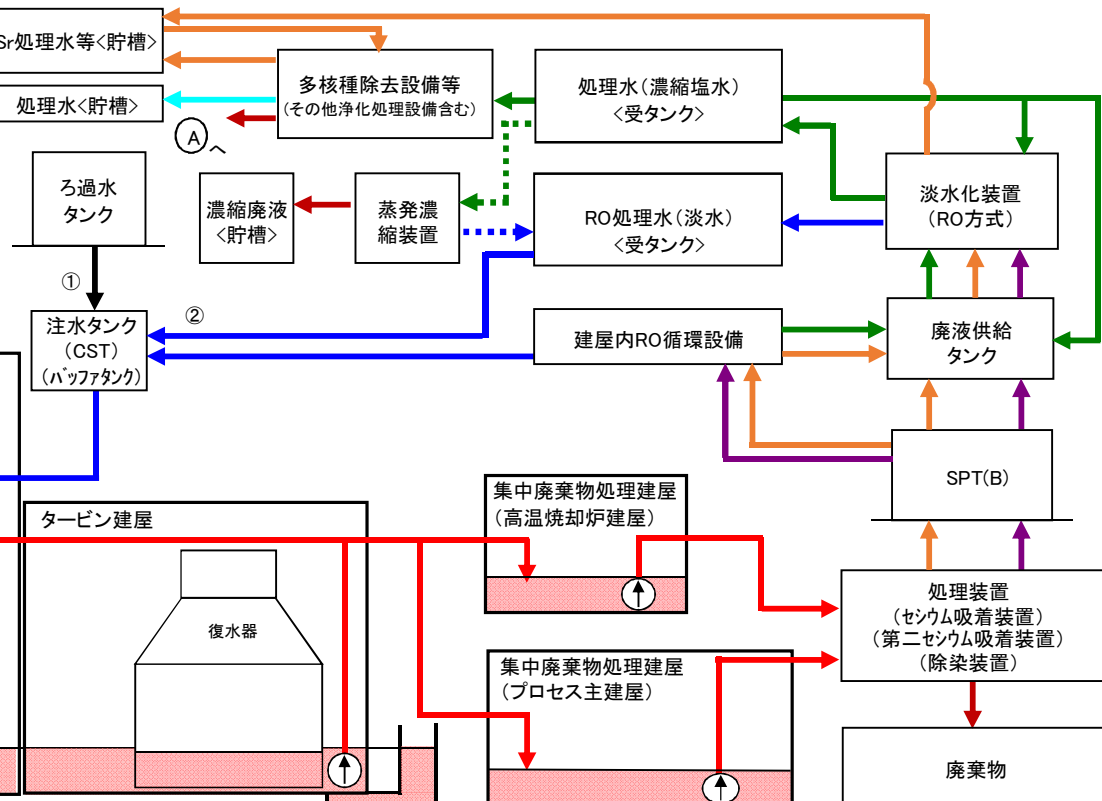 Sr処理水等<貯槽>
処理水<貯槽>
Aへ
多核種除去設備等
(その他浄化処理設備含む)
処理水(濃縮塩水)
<受タンク>
淡水化装置
(RO方式)
ろ過水
タンク
濃縮廃液
<貯槽>
蒸発濃
縮装置
RO処理水(淡水)
<受タンク>
①
②
注水タンク
(CST)
(バッファタンク)
建屋内RO循環設備
廃液供給
タンク
SPT(B)
タービン建屋
復水器
集中廃棄物処理建屋
(高温焼却炉建屋)
集中廃棄物処理建屋
(プロセス主建屋)
処理装置
(セシウム吸着装置)
(第二セシウム吸着装置)
(除染装置)
廃棄物